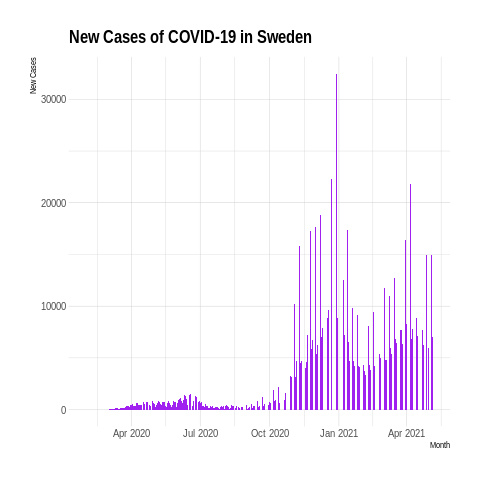 New Cases of COVID-19 in Sweden
New Cases
30000
20000
10000
0
Apr 2020 Jul 2020 Oct 2020 Jan 2021 Apr 2021
Month